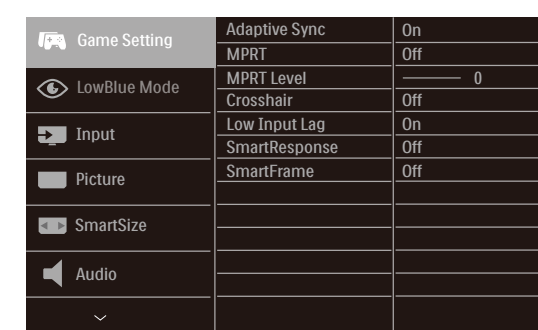 Game Setting
LowBlue Mode
Input
Picture
SmartSize
Audio
Adaptive Sync On
MPRT Off
MPRT Level 0
Crosshair Off
Low Input Lag On
SmartResponse Off
SmartFrame Off